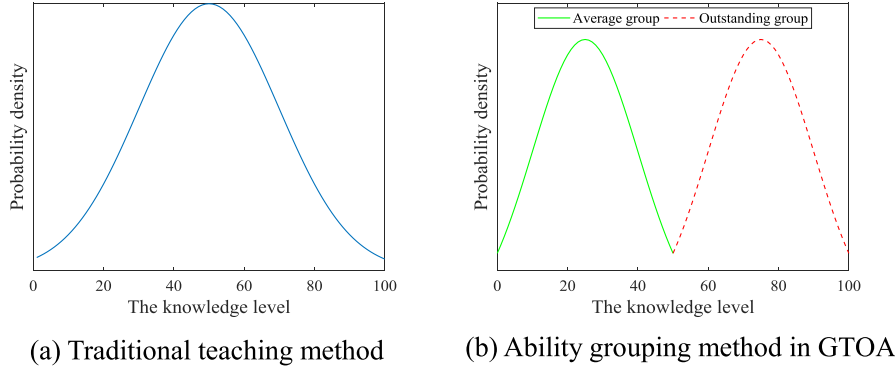 Probability density
0 20 40 60 80 100
The knowledge level
(a) Traditional teaching method
Average group Outstanding group
Probability density
0 20 40 60 80 100
The knowledge level
(b) Ability grouping method in GTOA